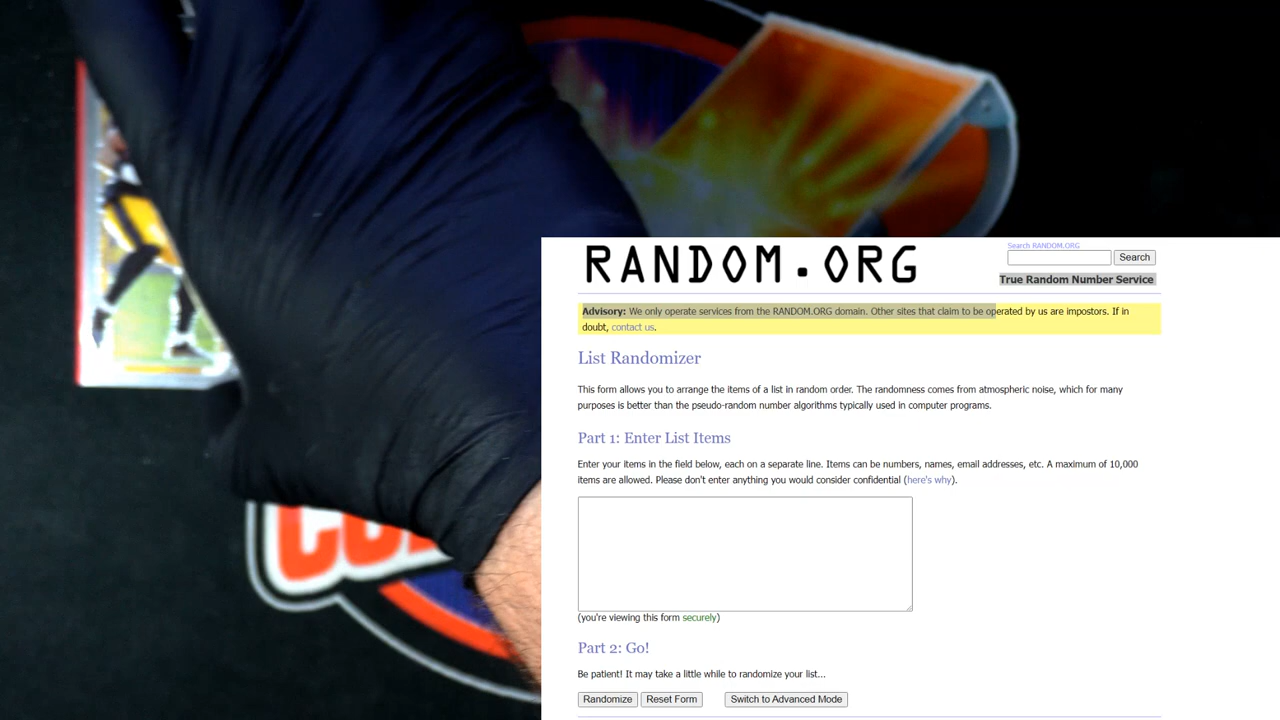 RANDOM.ORG
Search RANDOM.ORG
Search
True Random Number Service
Advisory: We only operate services from the RANDOM.ORG domain. Other sites that claim to be operated by us are impostors. If in
doubt, contact us.
List Randomizer
This form allows you to arrange the items of a list in random order. The randomness comes from atmospheric noise, which for many
purposes is better than the pseudo-random number algorithms typically used in computer programs.
Part 1: Enter List Items
Enter your items in the field below, each on a separate line. Items can be numbers, names, email addresses, etc. A maximum of 10,000
items are allowed. Please don't enter anything you would consider confidential (here's why).
(you're viewing this form securely)
Part 2: Go!
Be patient! It may take a little while to randomize your list...
Randomize Reset Form Switch to Advanced Mode